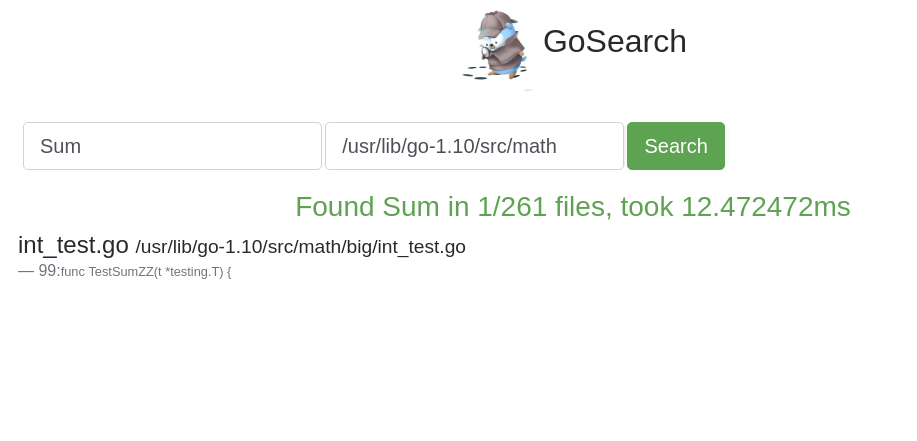 GoSearch
Sum /usr/lib/go-1.10/src/math Search
Found Sum in 1/261 files, took 12.472472ms
int_test.go /usr/lib/go-1.10/src/math/big/int_test.go
— 99:func TestSumZZ(t *testing.T) {